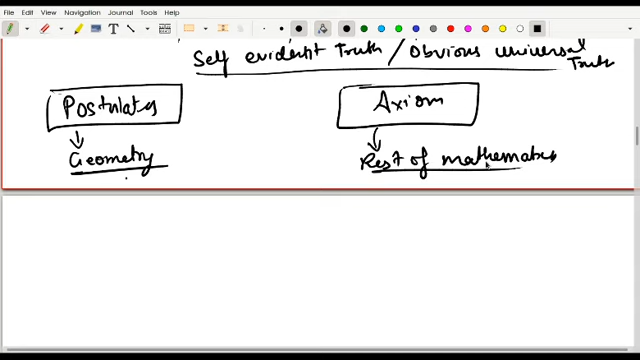 File Edit View Navigation Journal Tools Help
Self evident truth / Obvious universal
Truth
Postulates
Axiom
Geometry
Rest of mathematics